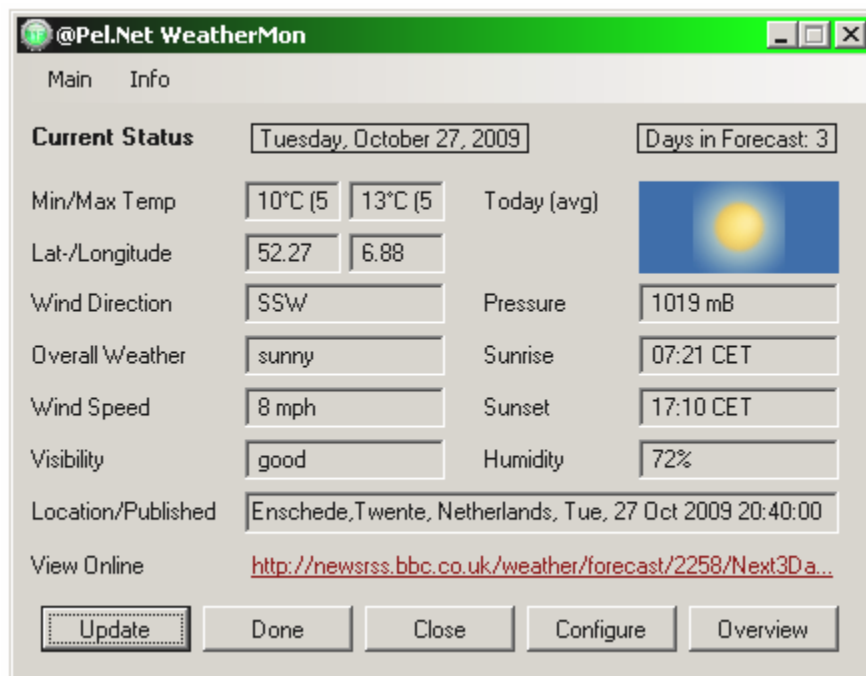 @Pel.Net WeatherMon
Main Info
Current Status Tuesday, October 27, 2009 Days in Forecast: 3
Min/Max Temp 10°C (5 13°C (5 Today (avg)
Lat-/Longitude 52.27 6.88
Wind Direction SSW Pressure 1019 mB
Overall Weather sunny Sunrise 07:21 CET
Wind Speed 8 mph Sunset 17:10 CET
Visibility good Humidity 72%
Location/Published Enschede,Twente, Netherlands, Tue, 27 Oct 2009 20:40:00
View Online http://newsrss.bbc.co.uk/weather/forecast/2258/Next3Da...
Update Done Close Configure Overview